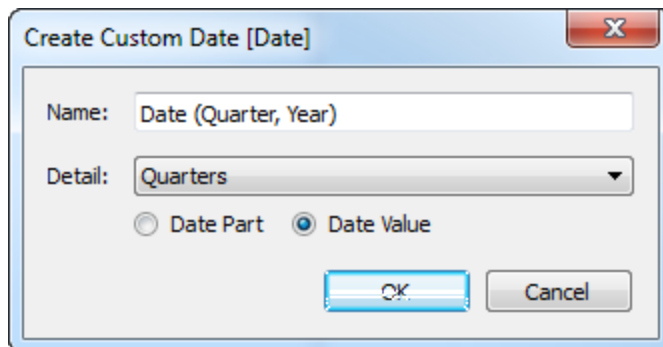 Create Custom Date [Date]
Name: Date (Quarter, Year)
Detail: Quarters
Date Part Date Value
OK Cancel